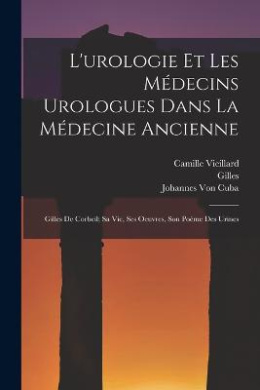 L'urologie Et Les
Médecins
Urologues Dans La
Médecine Ancienne
Camille Vieillard
Gilles
Johannes Von Cuba
Gilles De Corbeil: Sa Vie, Ses Oeuvres, Son Poème Des Urines